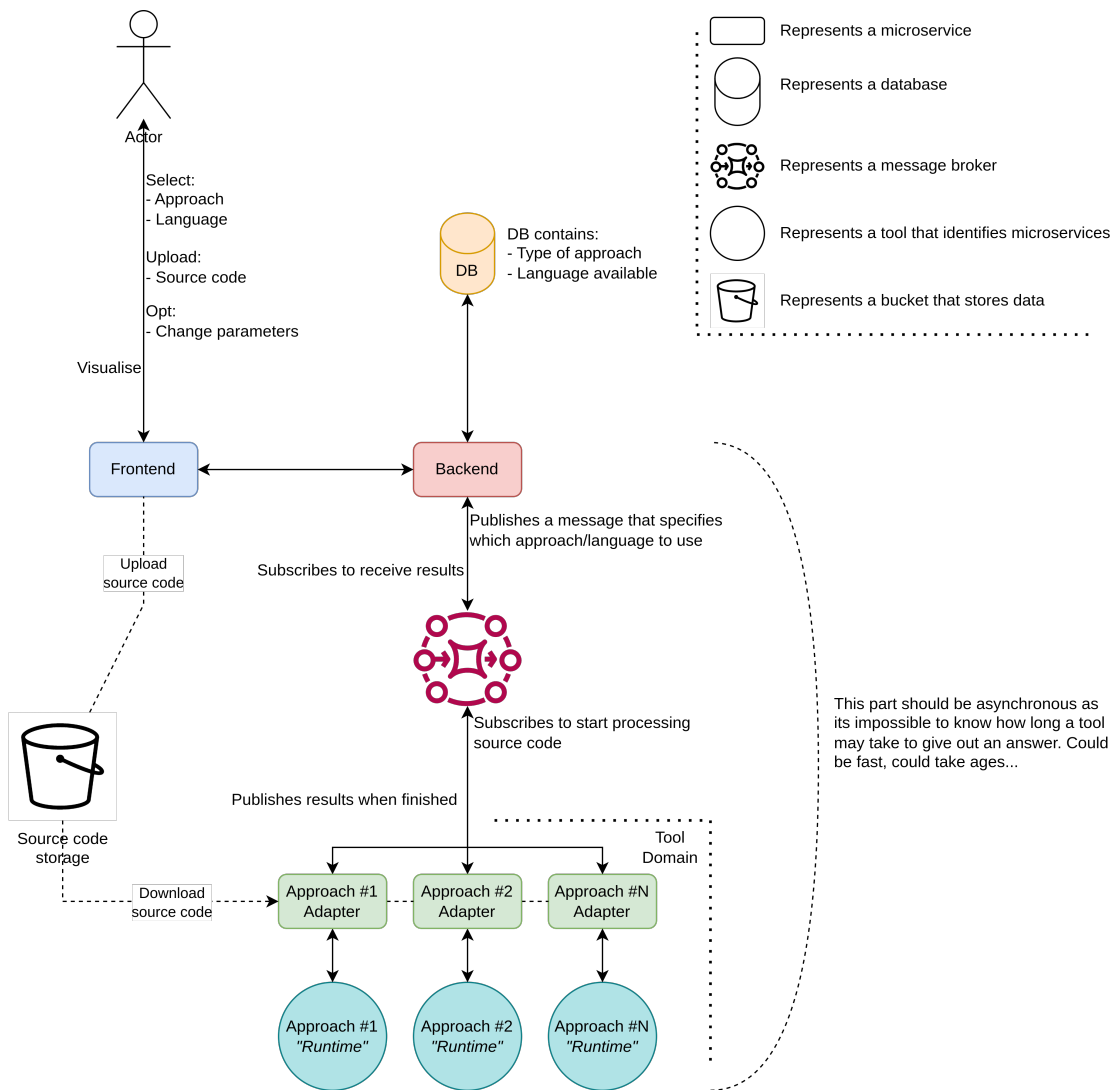 Actor
Select:
- Approach
- Language
Upload:
- Source code
Opt:
- Change parameters
Visualise
DB
DB contains:
- Type of approach
- Language available
Represents a microservice
Represents a database
Represents a message broker
Represents a tool that identifies microservices
Represents a bucket that stores data
Frontend
Backend
Upload
source code
Publishes a message that specifies
which approach/language to use
Subscribes to receive results
Subscribes to start processing
source code
Publishes results when finished
This part should be asynchronous as
its impossible to know how long a tool
may take to give out an answer. Could
be fast, could take ages...
Source code
storage
Tool
Domain
Download
source code
Approach #1
Adapter
Approach #2
Adapter
Approach #N
Adapter
Approach #1
"Runtime"
Approach #2
"Runtime"
Approach #N
"Runtime"